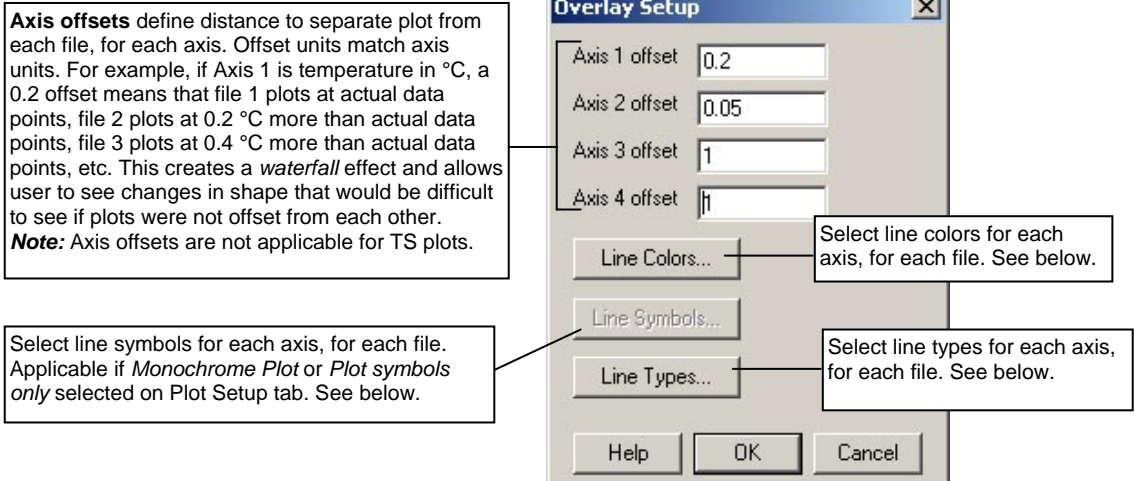 Axis offsets define distance to separate plot from
each file, for each axis. Offset units match axis
units. For example, if Axis 1 is temperature in °C, a
0.2 offset means that file 1 plots at actual data
points, file 2 plots at 0.2 °C more than actual data
points, file 3 plots at 0.4 °C more than actual data
points, etc. This creates a waterfall effect and allows
user to see changes in shape that would be difficult
to see if plots were not offset from each other.
Note: Axis offsets are not applicable for TS plots.
Select line symbols for each axis, for each file.
Applicable if Monochrome Plot or Plot symbols
only selected on Plot Setup tab. See below.
Overlay Setup
Axis 1 offset 0.2
Axis 2 offset 0.05
Axis 3 offset 1
Axis 4 offset 1
Line Colors...
Line Symbols...
Line Types...
Help OK Cancel
Select line colors for each
axis, for each file. See below.
Select line types for each axis,
for each file. See below.